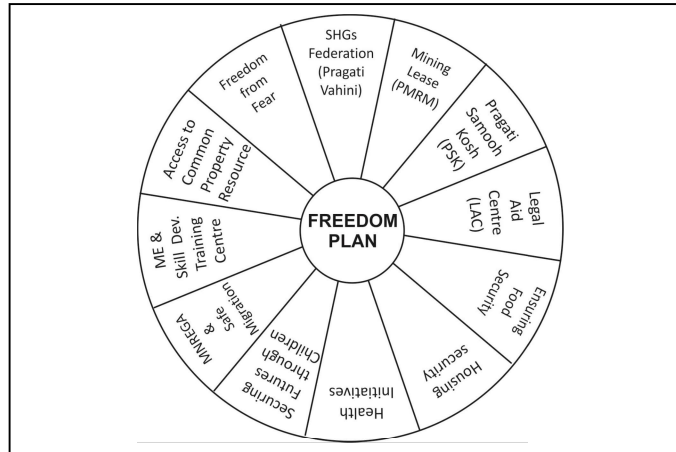 SHGs
Federation
(Pragati
Vahini)
Mining
Lease
(PMRM)
Pragati
Samooh
Kosh
(PSK)
Legal
Aid
Centre
(LAC)
Ensuring
Food
Security
Housing
security
Health
Initiatives
Securing
Futures
through
Children
MNREGA
&
Safe
Migration
ME &
Skill Dev.
Training
Centre
Access to
Common
Property
Resource
Freedom
from
Fear
FREEDOM
PLAN